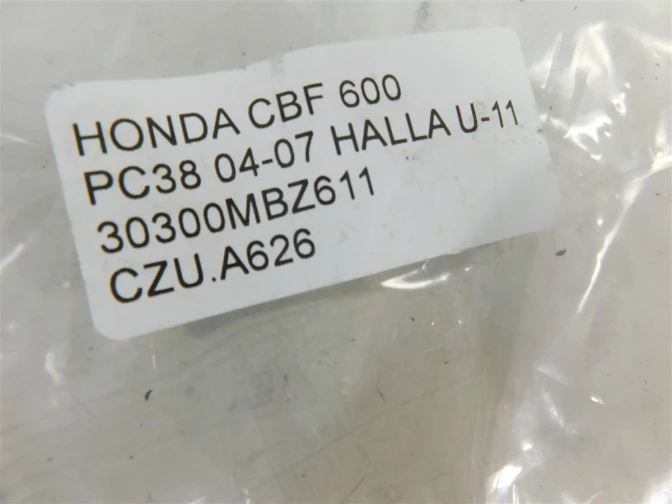 HONDA CBF 600
PC38 04-07 HALLA U-11
30300MBZ611
CZU.A626